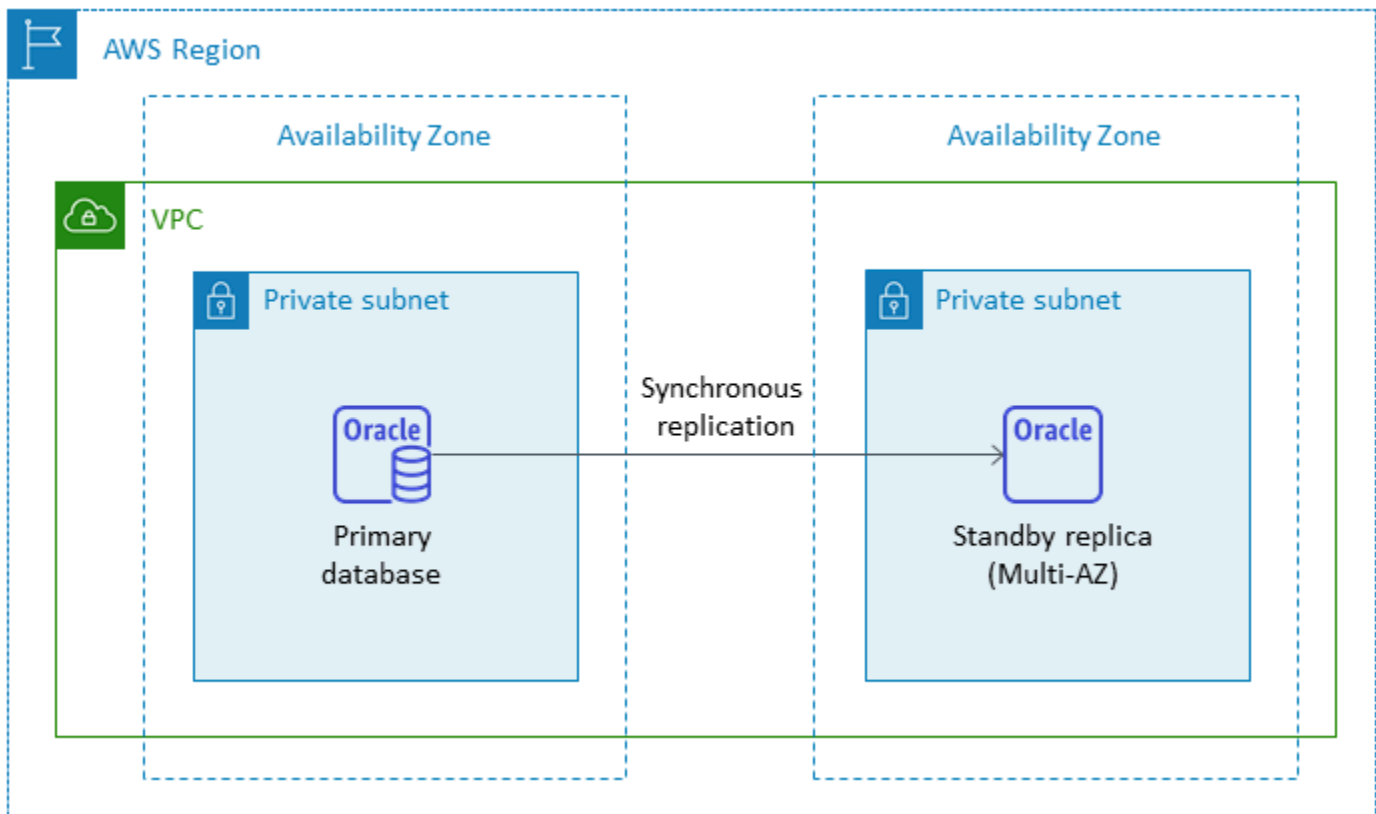 AWS Region
Availability Zone
Availability Zone
VPC
Private subnet
Private subnet
Synchronous
replication
Oracle
Oracle
Primary
database
Standby replica
(Multi-AZ)